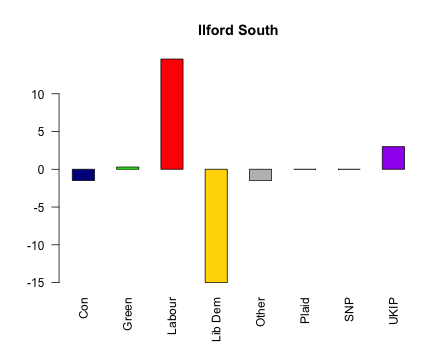 Ilford South
10
5
0
-5
-10
-15
Con
Green
Labour
Lib Dem
Other
Plaid
SNP
UKIP